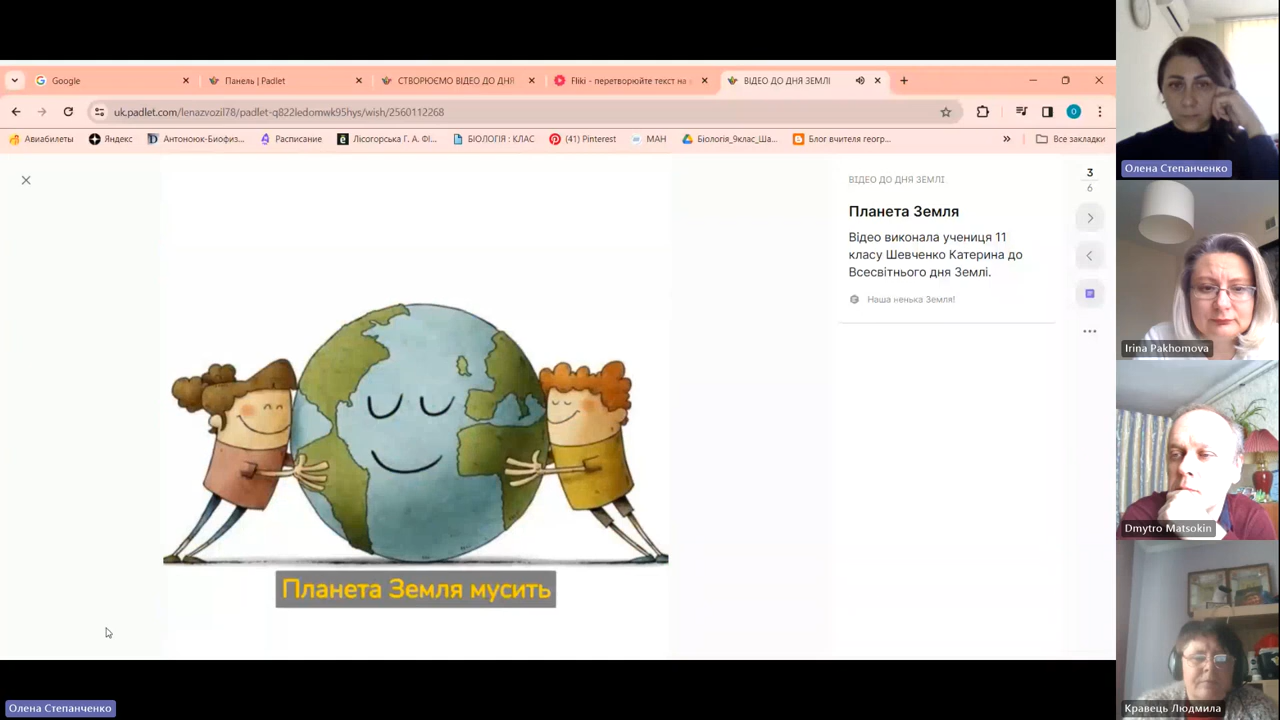 Google
Панель | Padlet
СТВОРЮЄМО ВІДЕО ДО ДНЯ
Fliki - перетворюйте текст на
ВІДЕО ДО ДНЯ ЗЕМЛІ
uk.padlet.com/lenazvozil78/padlet-q822ledomwk95hys/wish/2560112268
Авиабилеты
Яндекс
Антоноюк-Биофиз...
Расписание
Лісогорська Г. А. ФІ...
БІОЛОГІЯ : КЛАС
(41) Pinterest
МАН
Біологія_9клас_Ша...
Блог вчителя геогр...
»
Все закладки
ВІДЕО ДО ДНЯ ЗЕМЛІ
Планета Земля
Відео виконала учениця 11
класу Шевченко Катерина до
Всесвітнього дня Землі.
Наша ненька Земля!
3
6
Планета Земля мусить
Олена Степанченко
Irina Pakhomova
Dmytro Matsokin
Кравець Людмила
Олена Степанченко